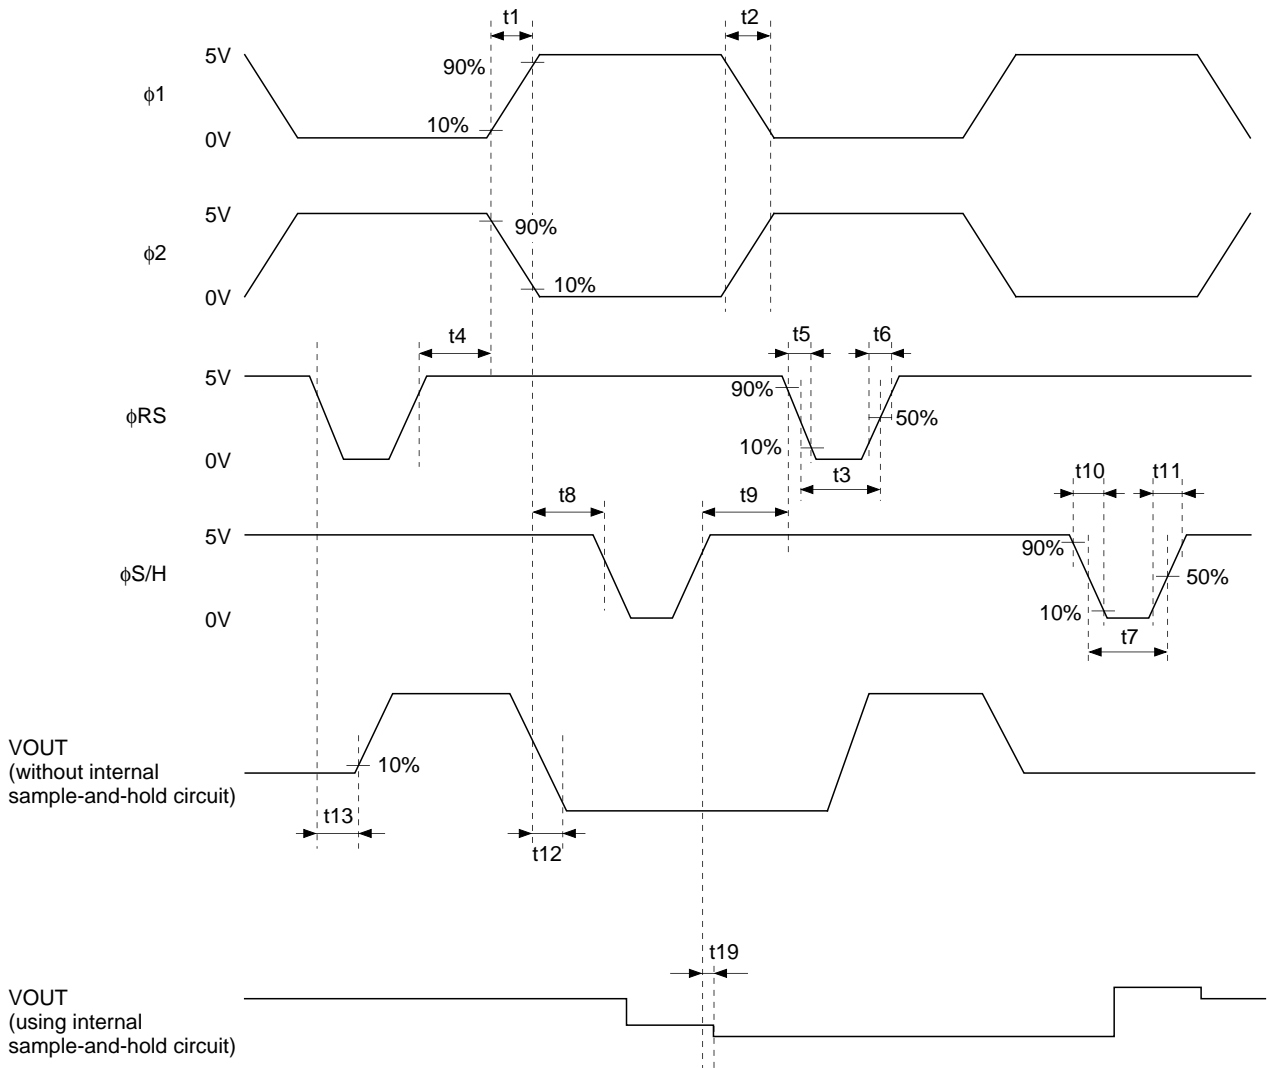 t1
t2
5V
90%
ϕ1
10%
0V
5V
90%
ϕ2
10%
0V
t4
t5
t6
5V
90%
ϕRS
50%
10%
0V
t3
t10
t11
t8
t9
5V
90%
ϕS/H
50%
10%
0V
t7
VOUT
(without internal
sample-and-hold circuit)
10%
t13
t12
t19
VOUT
(using internal
sample-and-hold circuit)